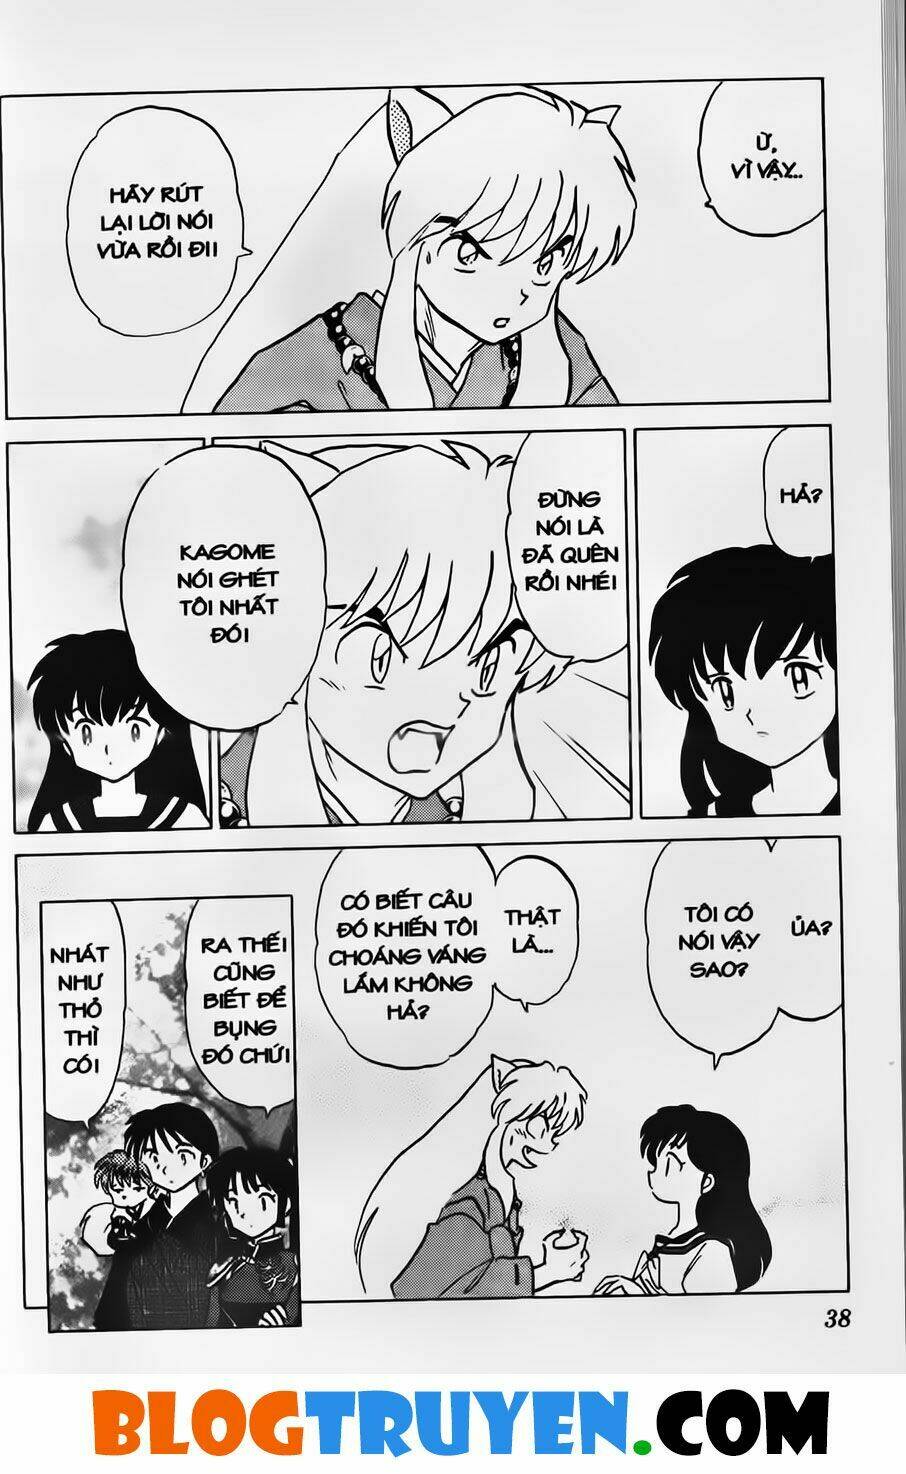 Ừ,
VÌ VẬY...
HÃY RÚT
LẠI LỜI NÓI
VỪA RỒI ĐI!
HẢ?
ĐỪNG
NÓI LÀ
ĐÃ QUÊN
RỒI NHÉ!
KAGOME
NÓI GHÉT
TÔI NHẤT
ĐÓ!
ỦA?
TÔI CÓ
NÓI VẬY
SAO?
THẬT
LÀ...
CÓ BIẾT CÂU
ĐÓ KHIẾN TÔI
CHOÁNG VÁNG
LẮM KHÔNG
HẢ?
RA THẾ!
CŨNG
BIẾT ĐỂ
BỤNG
ĐÓ CHỨ!
NHÁT
NHƯ
THỎ
THÌ
CÓ!
38
BLOGTRUYEN.COM